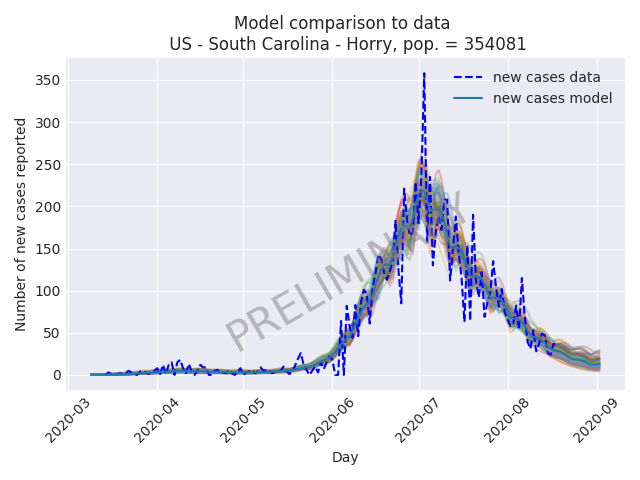 Model comparison to data
US - South Carolina - Horry, pop. = 354081
new cases data
new cases model
Number of new cases reported
350
300
250
200
150
100
50
0
PRELIMINARY
2020-03
2020-04
2020-05
2020-06
2020-07
2020-08
2020-09
Day